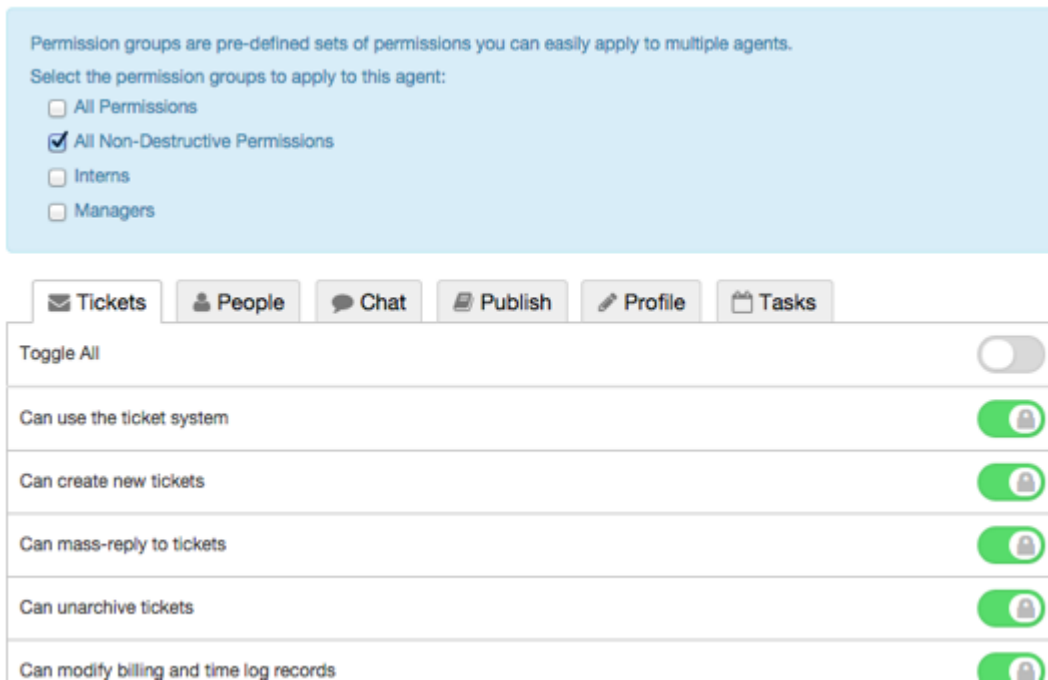 Permission groups are pre-defined sets of permissions you can easily apply to multiple agents.
Select the permission groups to apply to this agent:
All Permissions
All Non-Destructive Permissions
Interns
Managers
Tickets People Chat Publish Profile Tasks
Toggle All
Can use the ticket system
Can create new tickets
Can mass-reply to tickets
Can unarchive tickets
Can modify billing and time log records